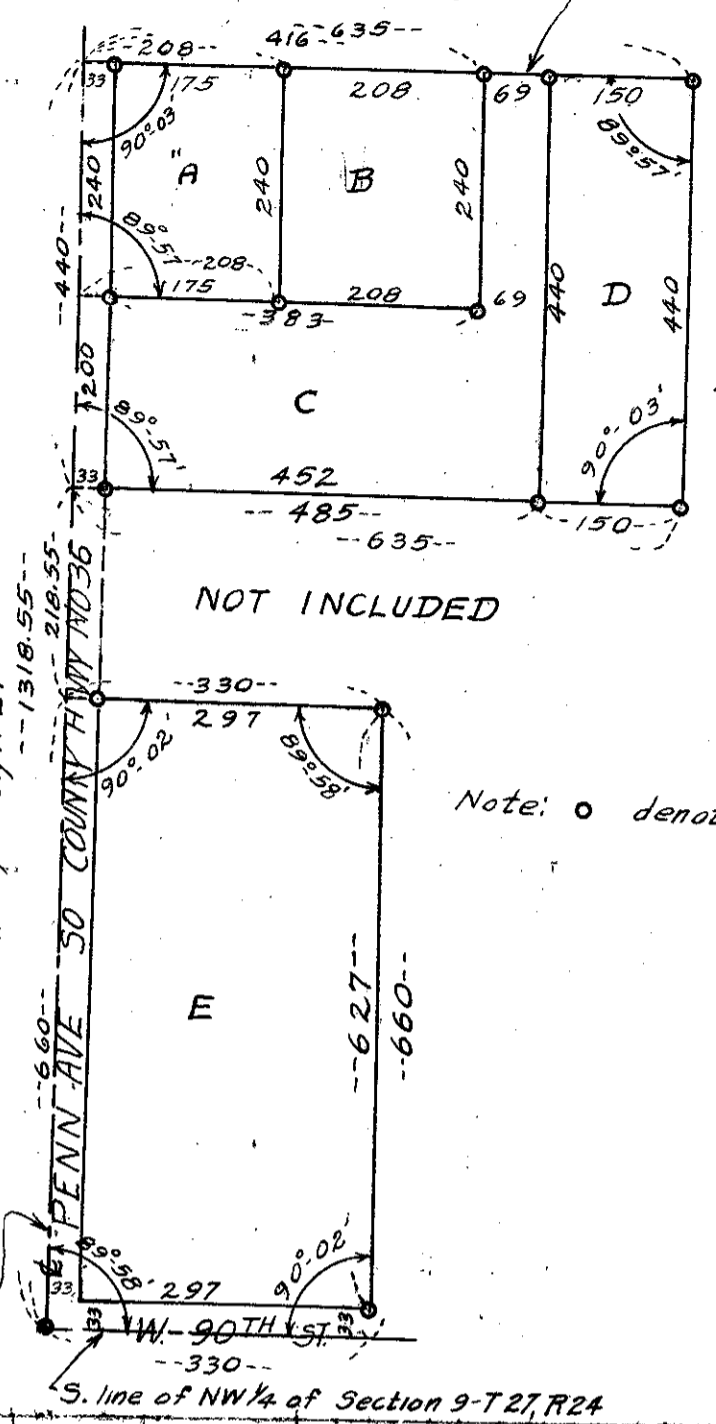 --208-- 416 --635--
33 175 208 69 150
90°-03'
89°57'
"A B
240 240 240
89-57
--208--
175 208 69
--383--
--440--
440 D 440
200
C
89°-57'
90°-03'
33 452
--485-- --150--
--635--
NOT INCLUDED
--1318.55--
--218.55--
--330--
297
90°-02'
89°58'
Note: o denot
E
--627--
--660--
--660--
PENN AVE SO COUNTY HWY NO 36
89°58'
90°-02'
33 297
33 W. 90TH ST. 33
--330--
S. line of NW 1/4 of Section 9-T27, R24